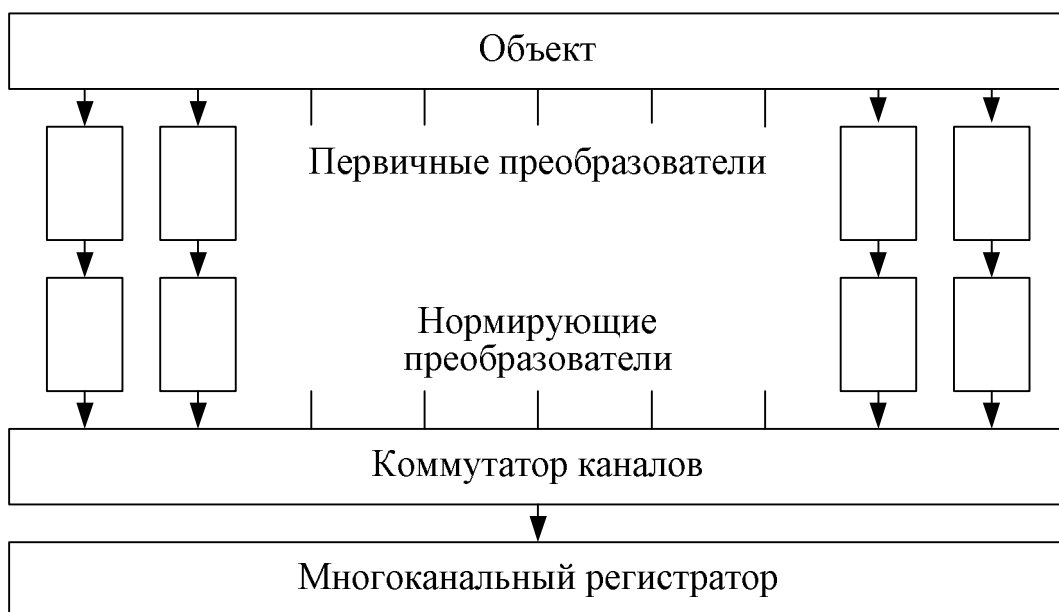 Объект
Первичные преобразователи
Нормирующие
преобразователи
Коммутатор каналов
Многоканальный регистратор